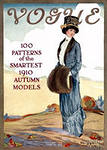 VOGUE
100
PATTERNS
OF THE
SMARTEST
1910
AUTUMN
MODELS